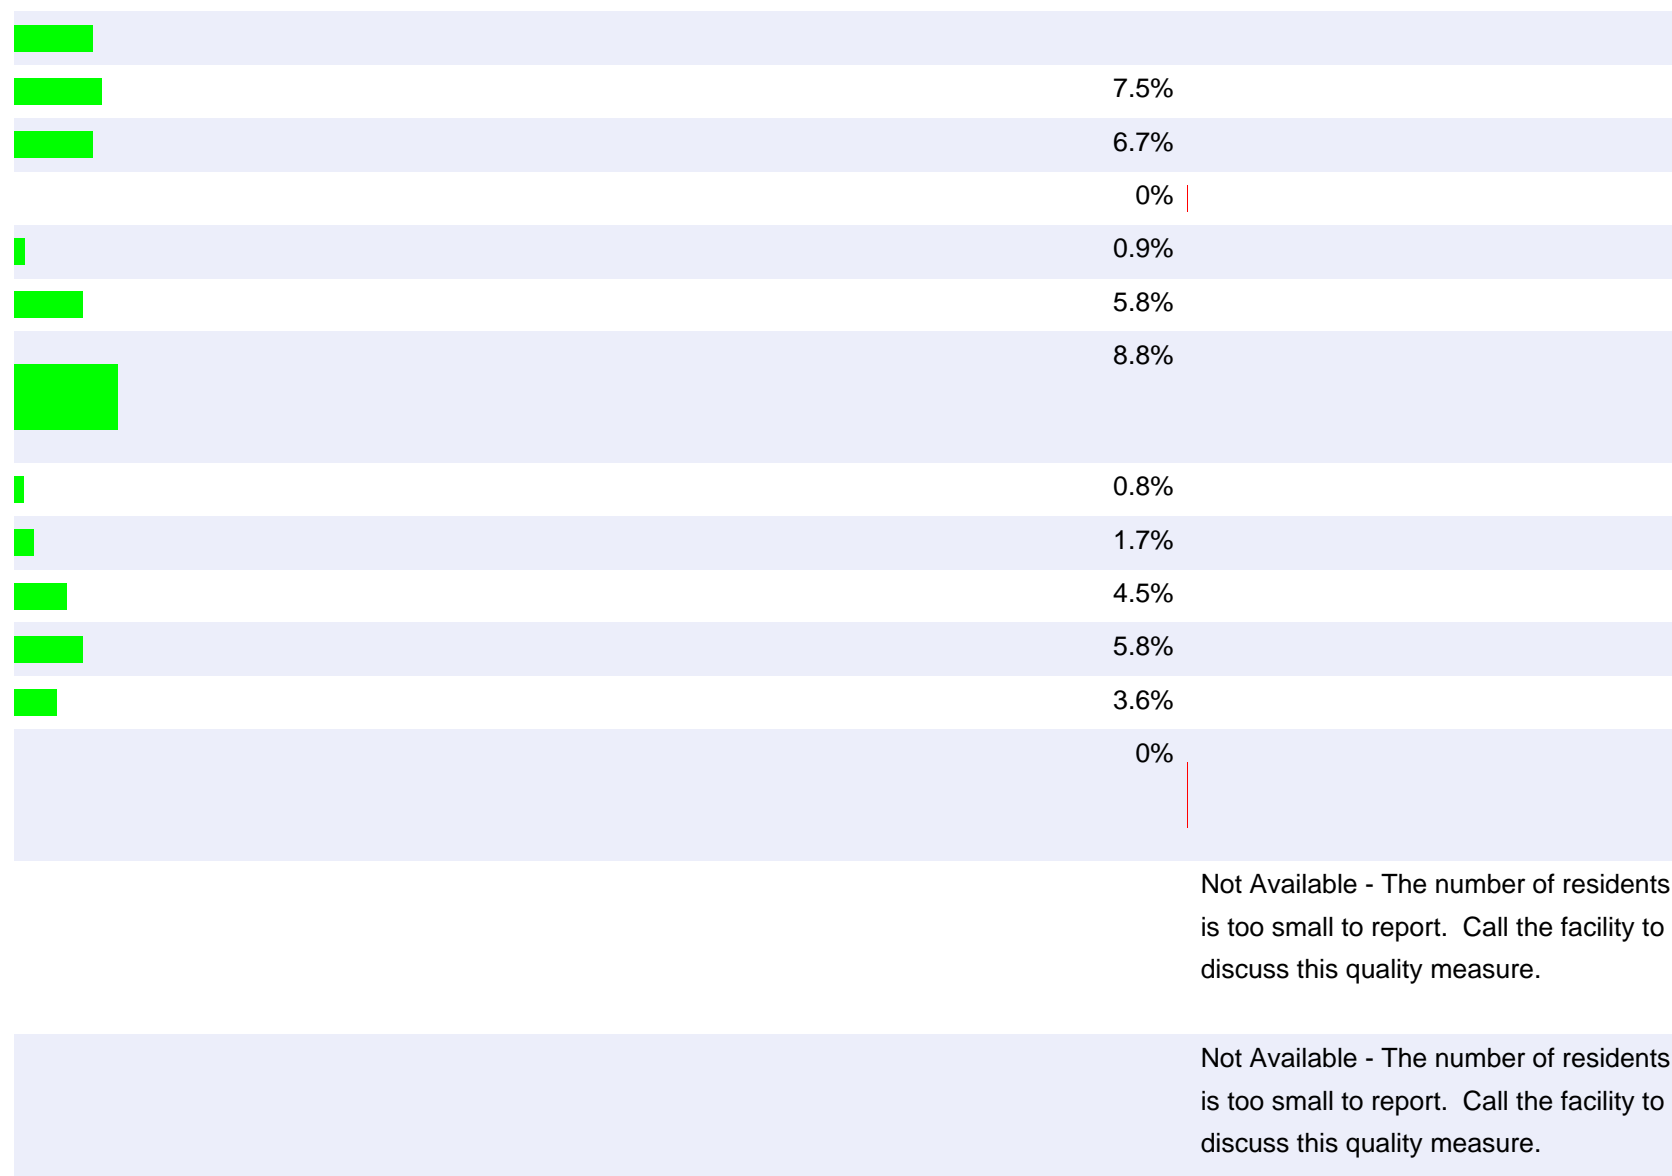 7.5%
6.7%
0%
0.9%
5.8%
8.8%
0.8%
1.7%
4.5%
5.8%
3.6%
0%
Not Available - The number of residents
is too small to report.  Call the facility to
discuss this quality measure.
Not Available - The number of residents
is too small to report.  Call the facility to
discuss this quality measure.